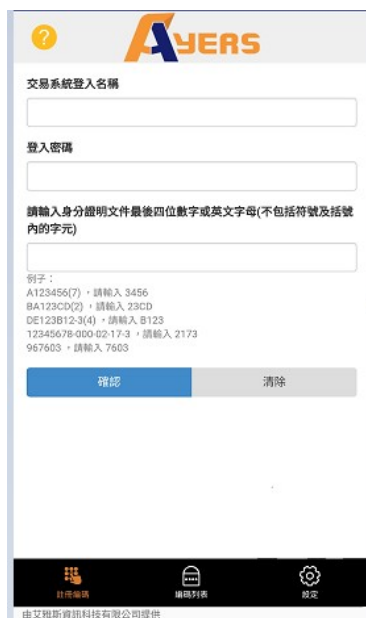 ?
AYERS
交易系統登入名稱
登入密碼
請輸入身分證明文件最後四位數字或英文字母(不包括符號及括號
內的字元)
例子：
A123456(7) ，請輸入 3456
BA123CD(2) ，請輸入 23CD
DE123B12-3(4) ，請輸入 B123
12345678-000-02-17-3 ，請輸入 2173
967603 ，請輸入 7603
確認 清除
註冊編碼 編碼列表 設定
由艾雅斯資訊科技有限公司提供